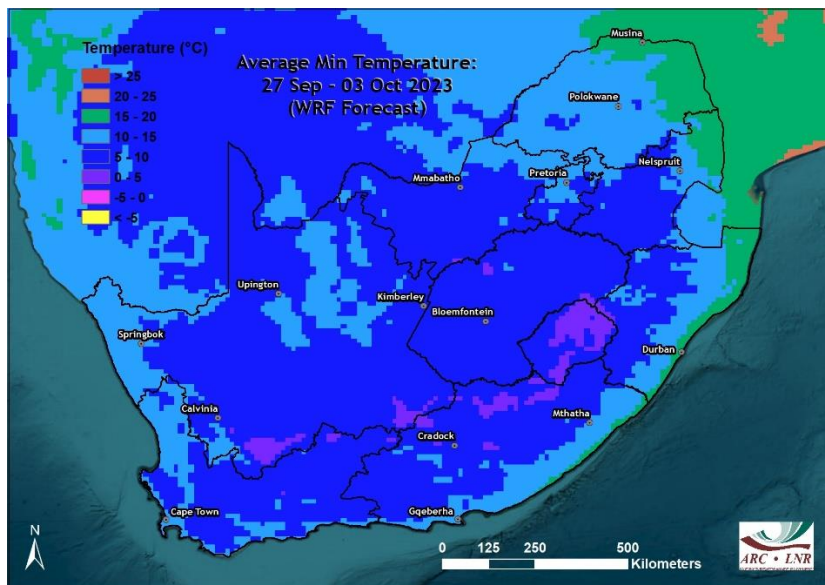 Temperature (°C)
> 25
20 - 25
15 - 20
10 - 15
5 - 10
0 - 5
-5 - 0
< -5
Average Min Temperature:
27 Sep - 03 Oct 2023
(WRF Forecast)
Musina
Polokwane
Nelspruit
Pretoria
Mmabatho
Upington
Kimberley
Bloemfontein
Springbok
Durban
Calvinia
Mthatha
Cradock
Cape Town
Gqeberha
N
0 125 250 500
Kilometers
ARC • LNR